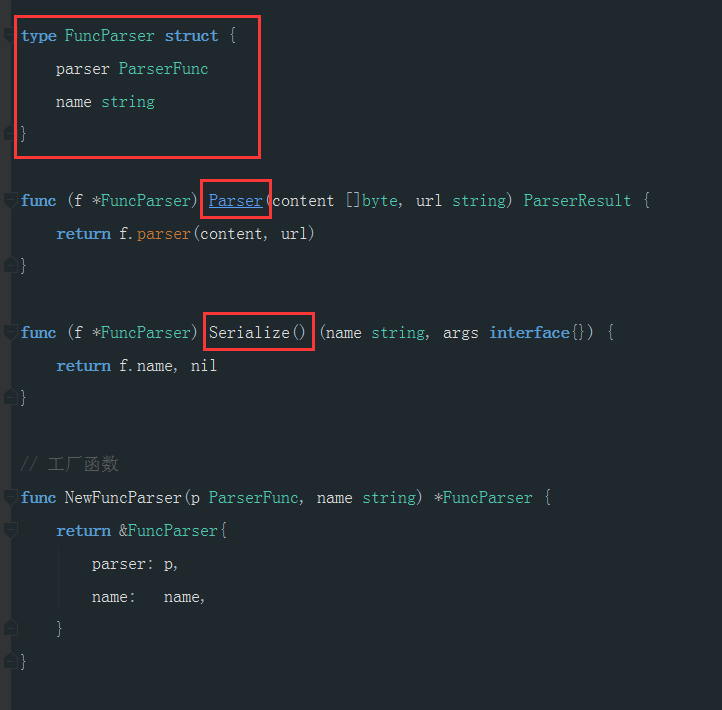 type FuncParser struct {
parser ParserFunc
name string
}
func (f *FuncParser) Parser(content []byte, url string) ParserResult {
return f.parser(content, url)
}
func (f *FuncParser) Serialize() (name string, args interface{}) {
return f.name, nil
}
// 工厂函数
func NewFuncParser(p ParserFunc, name string) *FuncParser {
return &FuncParser{
parser: p,
name:   name,
}
}